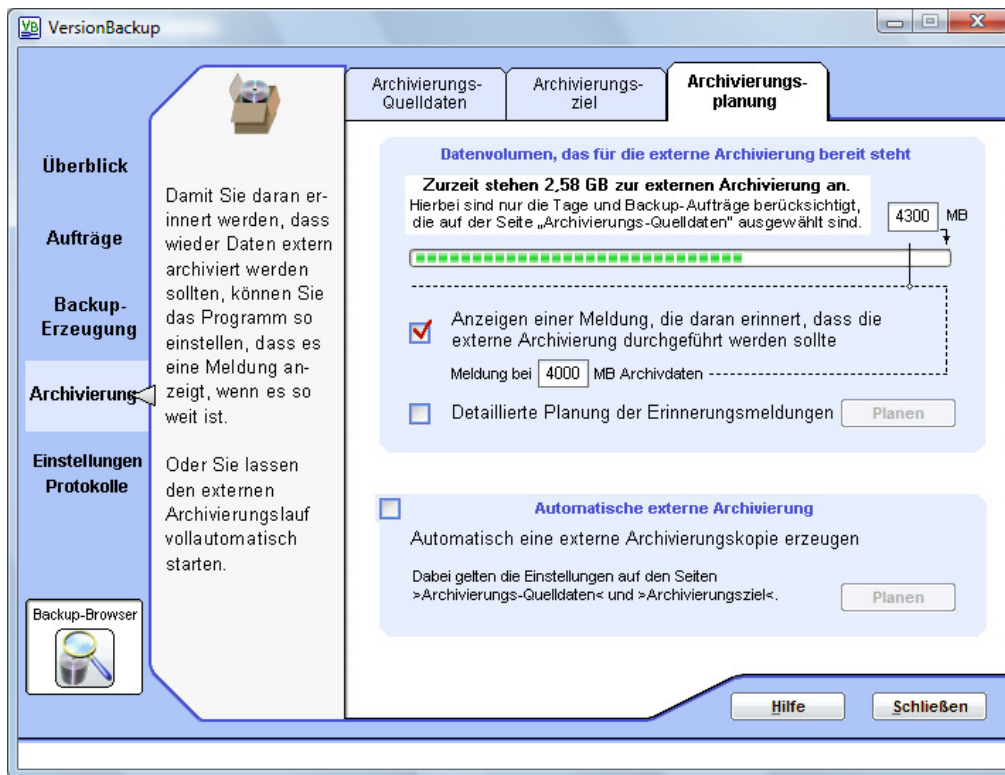 VB VersionBackup
Überblick
Aufträge
Backup-
Erzeugung
Archivierung
Einstellungen
Protokolle
Backup-Browser
Damit Sie daran er-
innert werden, dass
wieder Daten extern
archiviert werden
sollten, können Sie
das Programm so
einstellen, dass es
eine Meldung an-
zeigt, wenn es so
weit ist.
Oder Sie lassen
den externen
Archivierungslauf
vollautomatisch
starten.
Archivierungs-
Quelldaten
Archivierungs-
ziel
Archivierungs-
planung
Datenvolumen, das für die externe Archivierung bereit steht
Zurzeit stehen 2,58 GB zur externen Archivierung an.
Hierbei sind nur die Tage und Backup-Aufträge berücksichtigt,
die auf der Seite „Archivierungs-Quelldaten" ausgewählt sind.
4300 MB
Anzeigen einer Meldung, die daran erinnert, dass die
externe Archivierung durchgeführt werden sollte
Meldung bei 4000 MB Archivdaten
Detaillierte Planung der Erinnerungsmeldungen Planen
Automatische externe Archivierung
Automatisch eine externe Archivierungskopie erzeugen
Dabei gelten die Einstellungen auf den Seiten
>Archivierungs-Quelldaten< und >Archivierungsziel<.
Planen
Hilfe Schließen